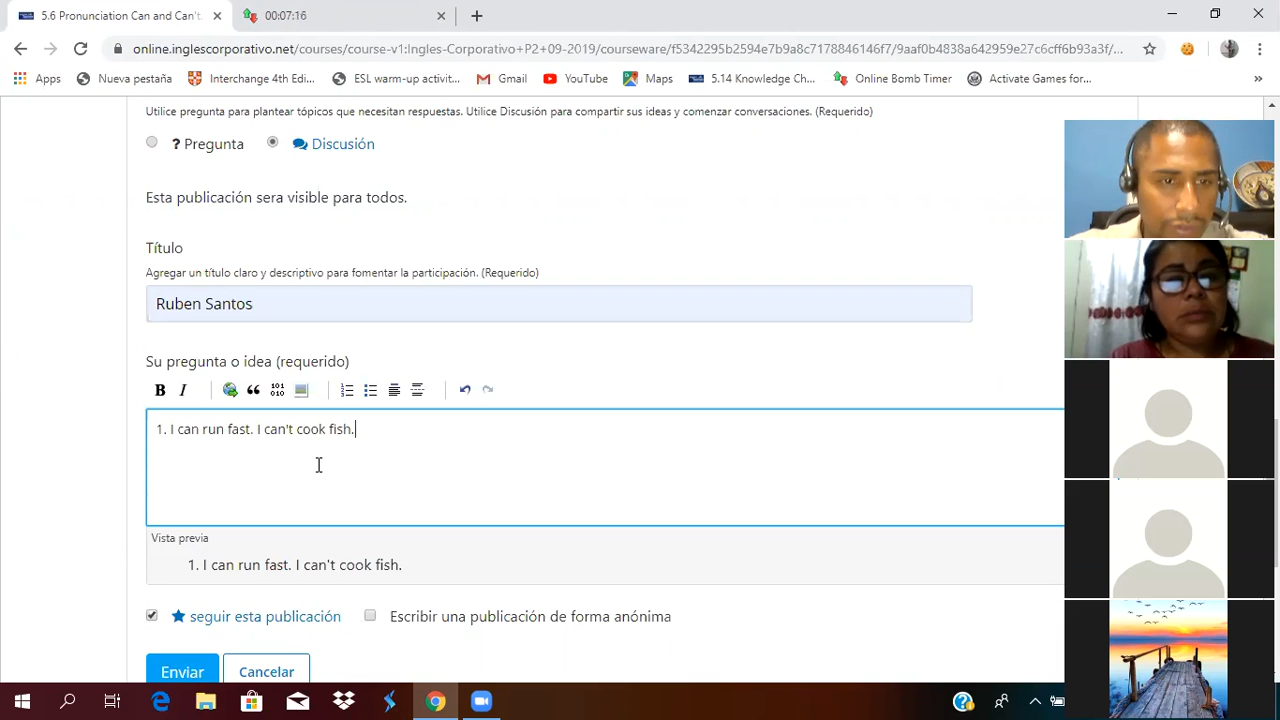 5.6 Pronunciation Can and Can't.
00:07:16
online.inglescorporativo.net/courses/course-v1:Ingles-Corporativo+P2+09-2019/courseware/f5342295b2594e7b9a8c7178846146f7/9aaf0b4838a642959e27c6cff6b93a3f/...
Apps
Nueva pestaña
Interchange 4th Edi...
ESL warm-up activit...
Gmail
YouTube
Maps
5.14 Knowledge Ch...
Online Bomb Timer
Activate Games for...
»
Utilice pregunta para plantear tópicos que necesitan respuestas. Utilice Discusión para compartir sus ideas y comenzar conversaciones. (Requerido)
? Pregunta
Discusión
Esta publicación sera visible para todos.
Título
Agregar un título claro y descriptivo para fomentar la participación. (Requerido)
Ruben Santos
Su pregunta o idea (requerido)
B I
101
010
1. I can run fast. I can't cook fish.
Vista previa
1. I can run fast. I can't cook fish.
seguir esta publicación
Escribir una publicación de forma anónima
Enviar
Cancelar